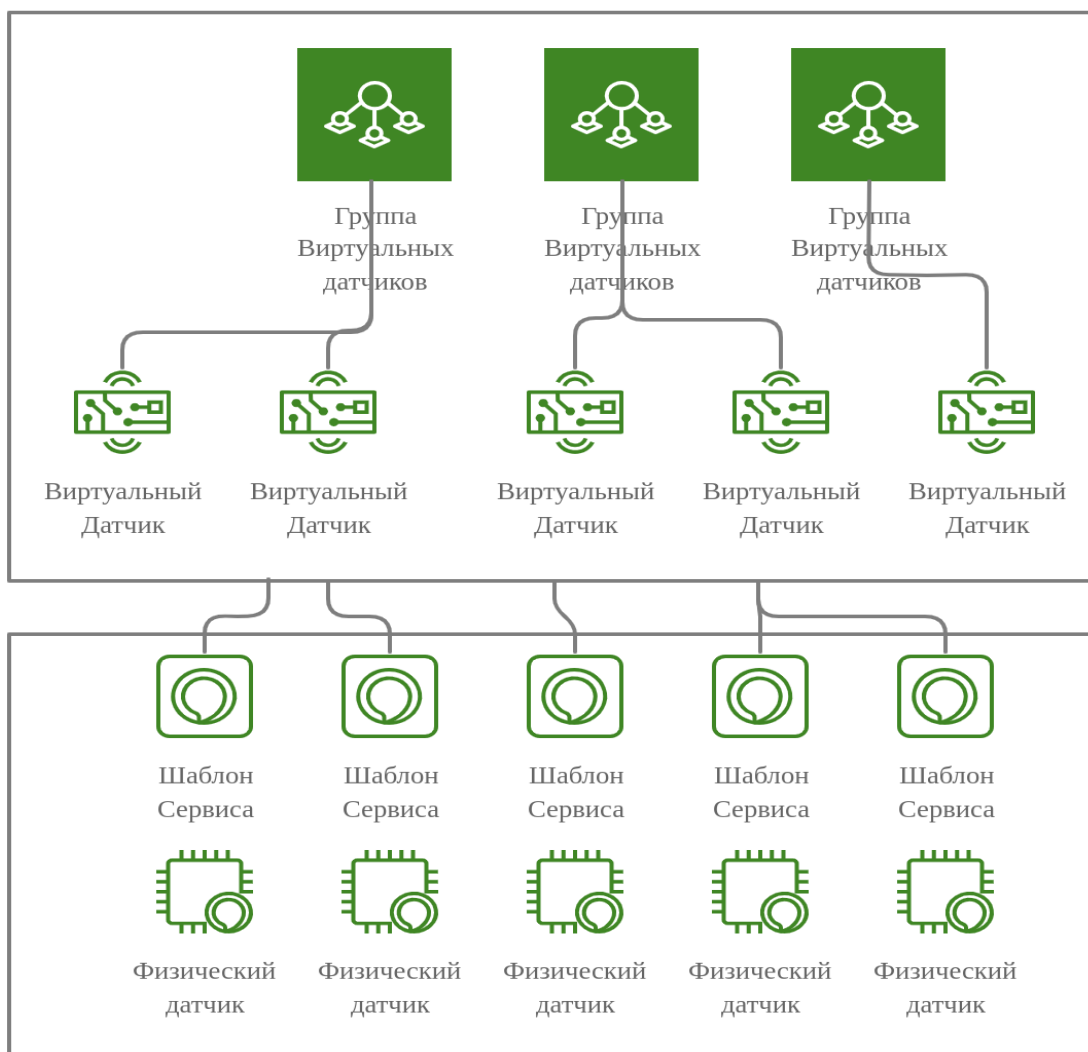 Группа
Виртуальных
датчиков
Группа
Виртуальных
датчиков
Группа
Виртуальных
датчиков
Виртуальный
Датчик
Виртуальный
Датчик
Виртуальный
Датчик
Виртуальный
Датчик
Виртуальный
Датчик
Шаблон
Сервиса
Шаблон
Сервиса
Шаблон
Сервиса
Шаблон
Сервиса
Шаблон
Сервиса
Физический
датчик
Физический
датчик
Физический
датчик
Физический
датчик
Физический
датчик